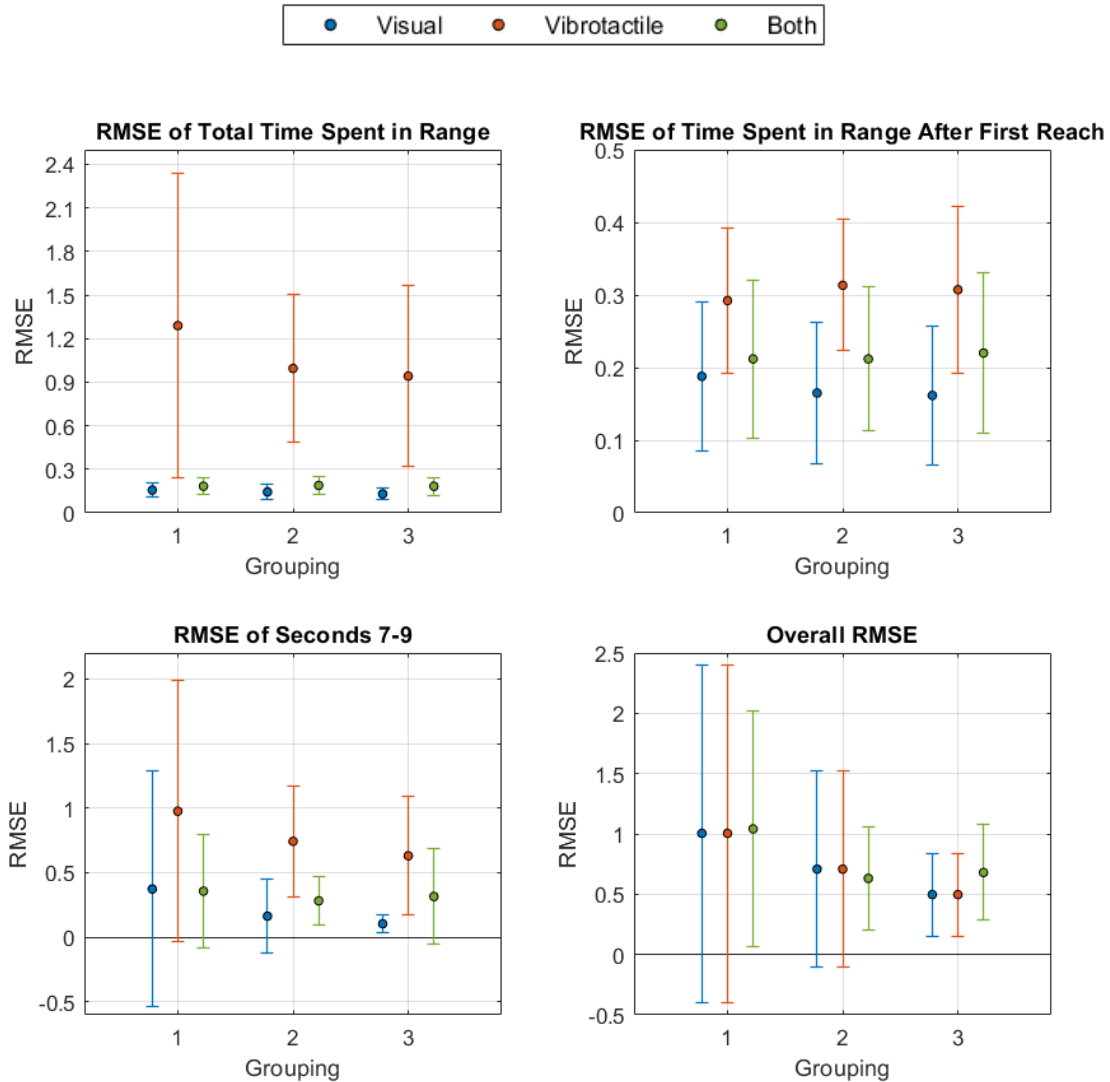 Visual Vibrotactile Both
RMSE of Total Time Spent in Range
2.4
2.1
1.8
1.5
1.2
0.9
0.6
0.3
0
RMSE
1 2 3
Grouping
RMSE of Time Spent in Range After First Reach
0.5
0.4
0.3
0.2
0.1
0
RMSE
1 2 3
Grouping
RMSE of Seconds 7-9
2
1.5
1
0.5
0
-0.5
RMSE
1 2 3
Grouping
Overall RMSE
2.5
2
1.5
1
0.5
0
-0.5
RMSE
1 2 3
Grouping